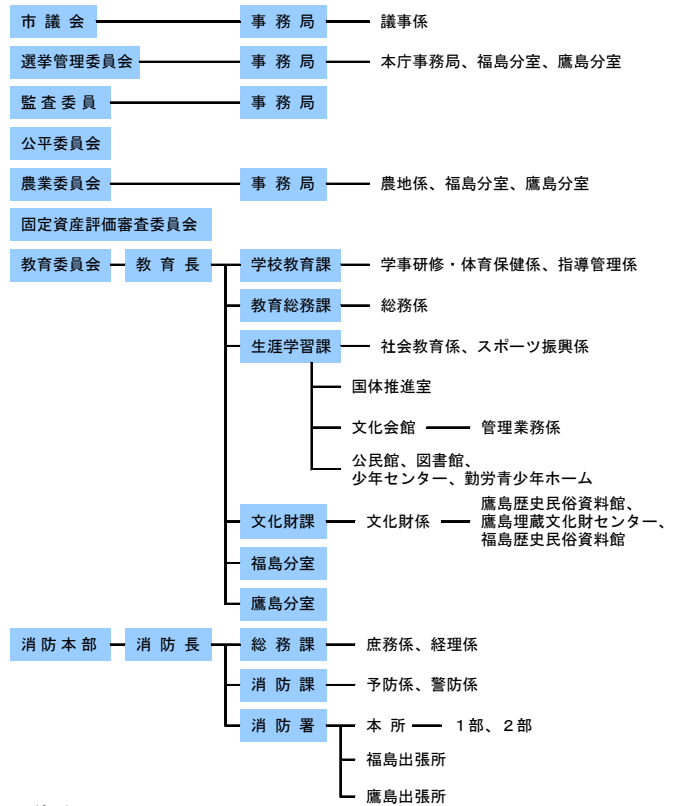 市議会 事務局 議事係
選挙管理委員会 事務局 本庁事務局、福島分室、鷹島分室
監査委員 事務局
公平委員会
農業委員会 事務局 農地係、福島分室、鷹島分室
固定資産評価審査委員会
教育委員会 教育長 学校教育課 学事研修・体育保健係、指導管理係
教育総務課 総務係
生涯学習課 社会教育係、スポーツ振興係
国体推進室
文化会館 管理業務係
公民館、図書館、
少年センター、勤労青少年ホーム
文化財課 文化財係
鷹島歴史民俗資料館、
鷹島埋蔵文化財センター、
福島歴史民俗資料館
福島分室
鷹島分室
消防本部 消防長 総務課 庶務係、経理係
消防課 予防係、警防係
消防署 本所 1部、2部
福島出張所
鷹島出張所